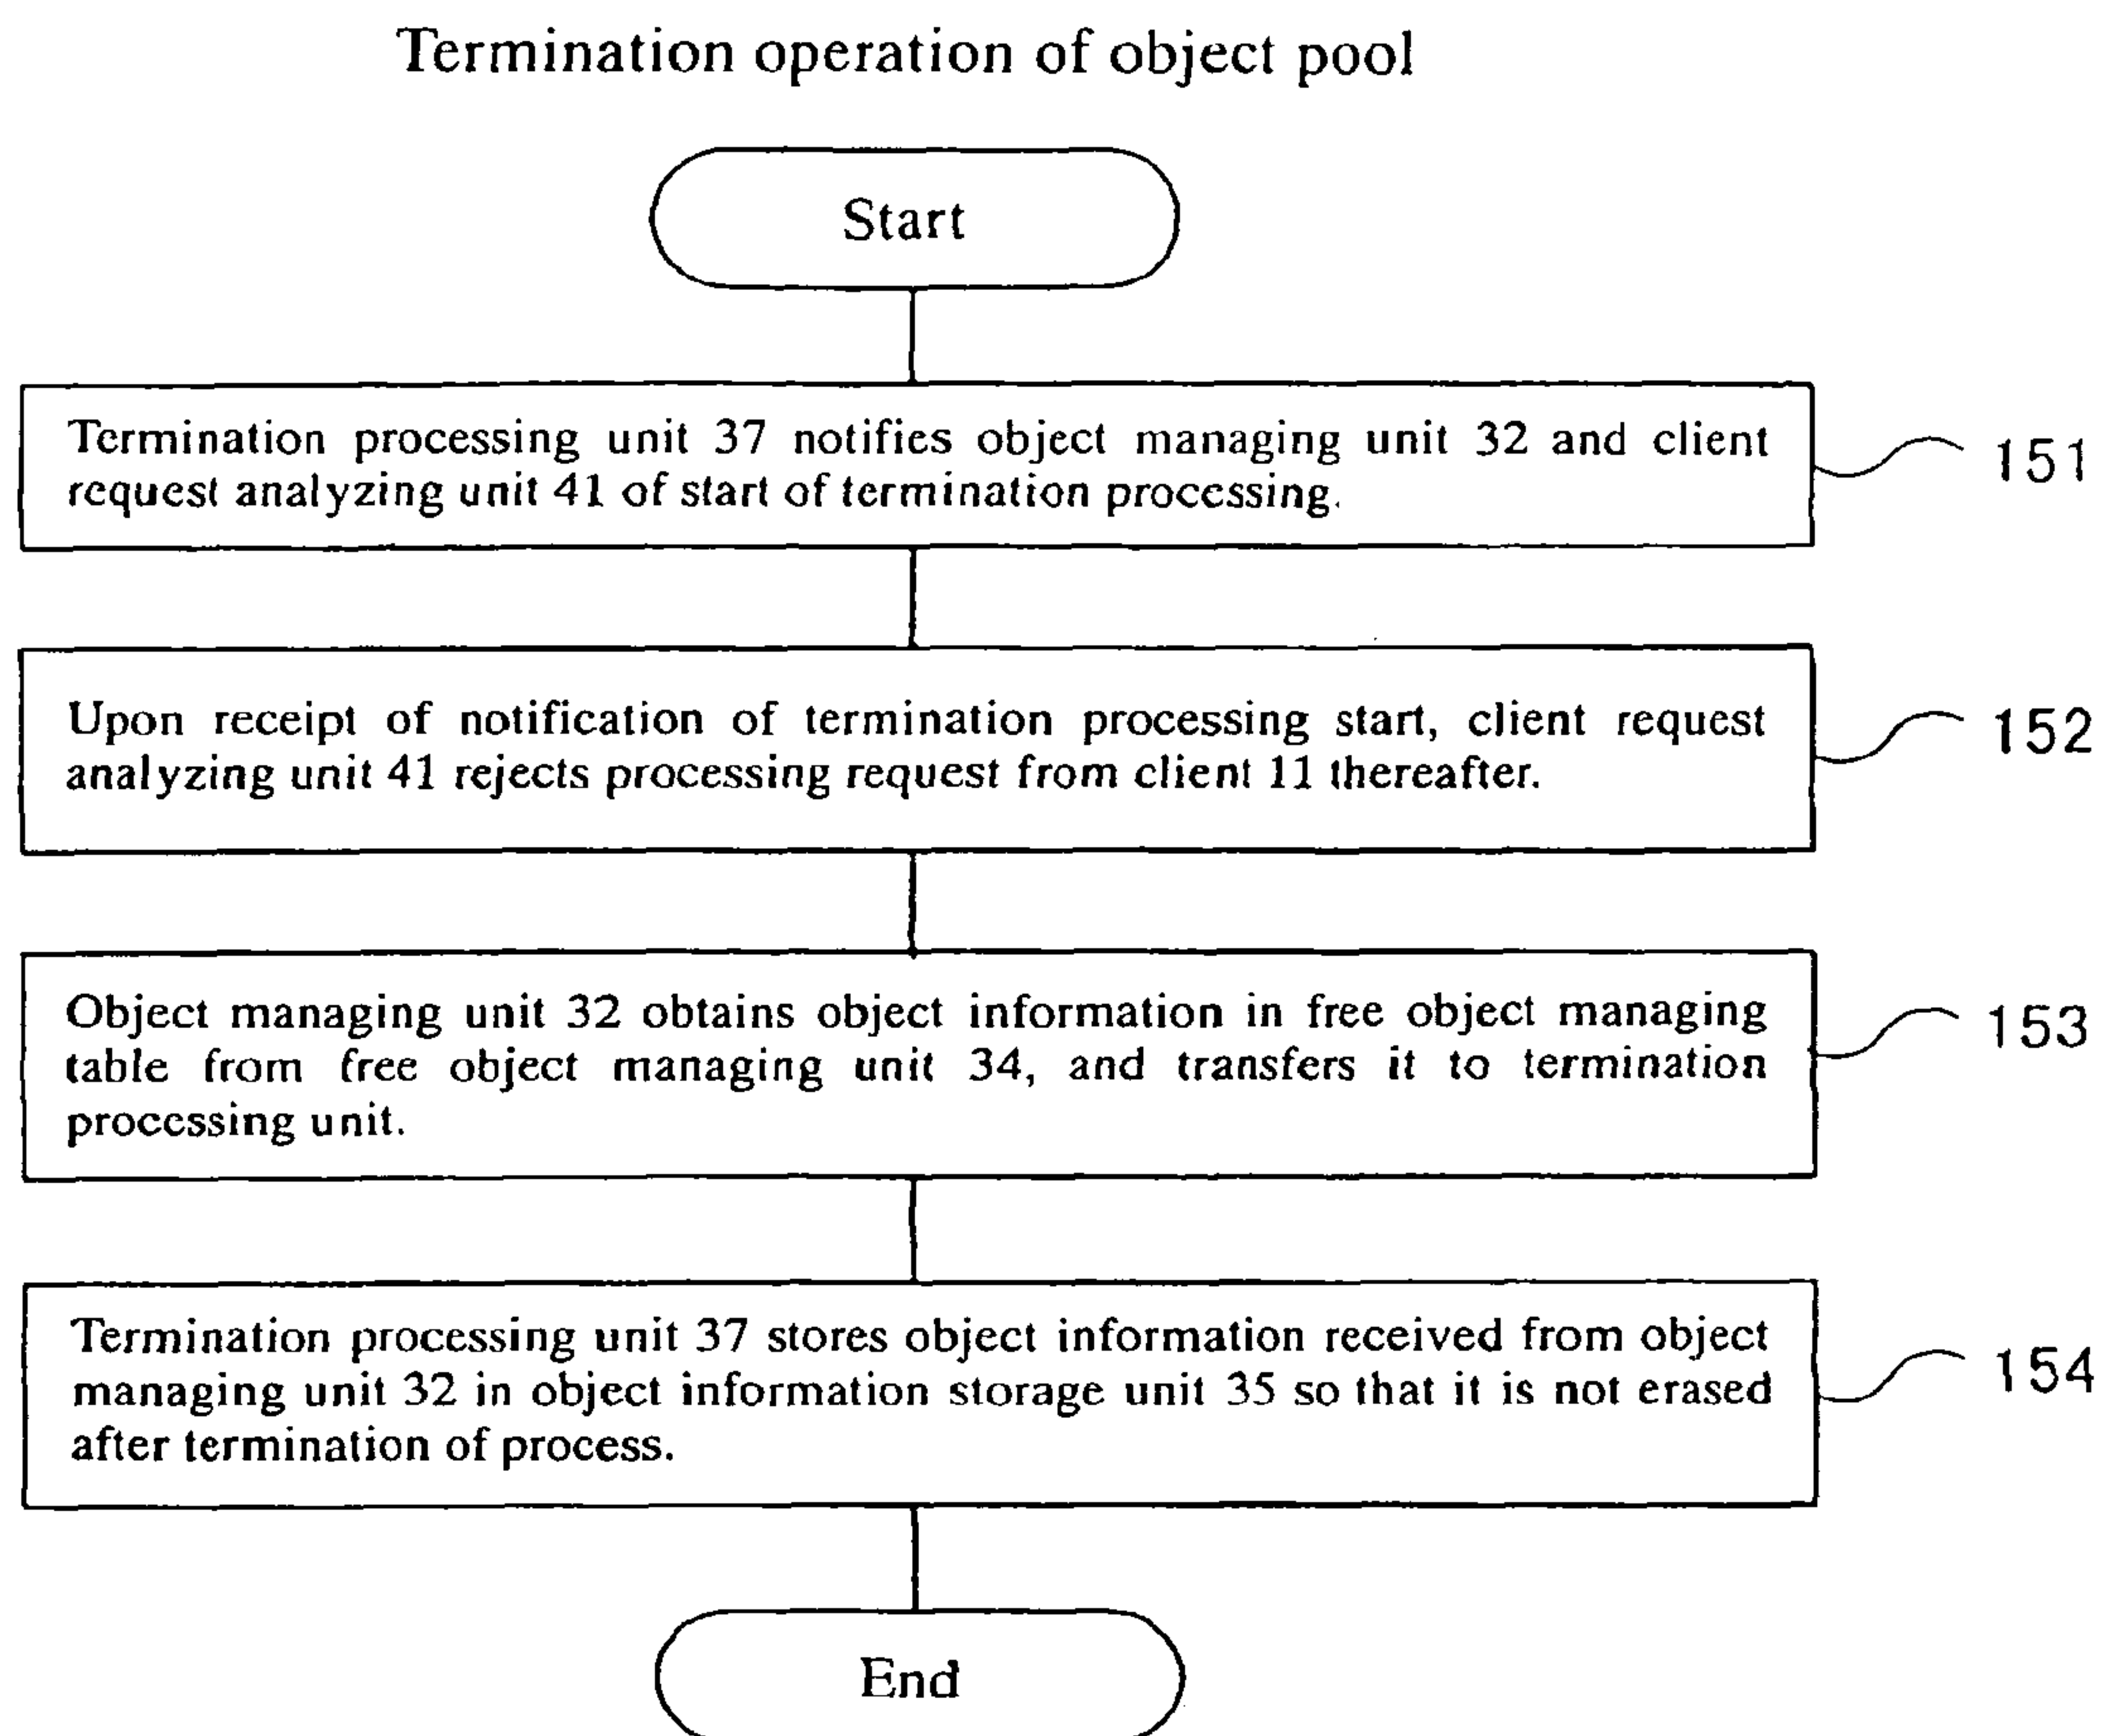 Termination operation of object pool
Start
Termination processing unit 37 notifies object managing unit 32 and client
request analyzing unit 41 of start of termination processing.
151
Upon receipt of notification of termination processing start, client request
analyzing unit 41 rejects processing request from client 11 thereafter.
152
Object managing unit 32 obtains object information in free object managing
table from free object managing unit 34, and transfers it to termination
processing unit.
153
Termination processing unit 37 stores object information received from object
managing unit 32 in object information storage unit 35 so that it is not erased
after termination of process.
154
End